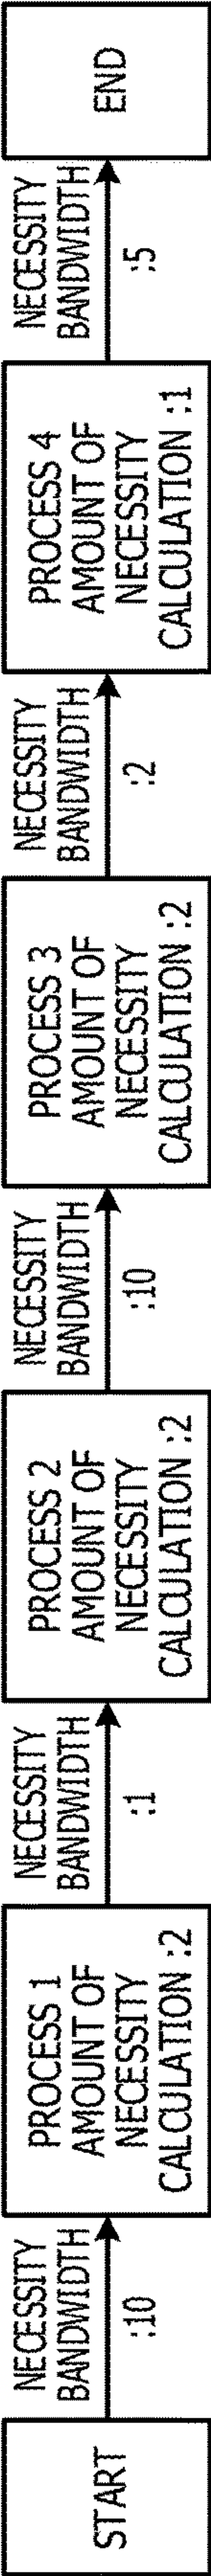 START
NECESSITY
BANDWIDTH
:10
PROCESS 1
AMOUNT OF
NECESSITY
CALCULATION :2
NECESSITY
BANDWIDTH
:1
PROCESS 2
AMOUNT OF
NECESSITY
CALCULATION :2
NECESSITY
BANDWIDTH
:10
PROCESS 3
AMOUNT OF
NECESSITY
CALCULATION :2
NECESSITY
BANDWIDTH
:2
PROCESS 4
AMOUNT OF
NECESSITY
CALCULATION :1
NECESSITY
BANDWIDTH
:5
END